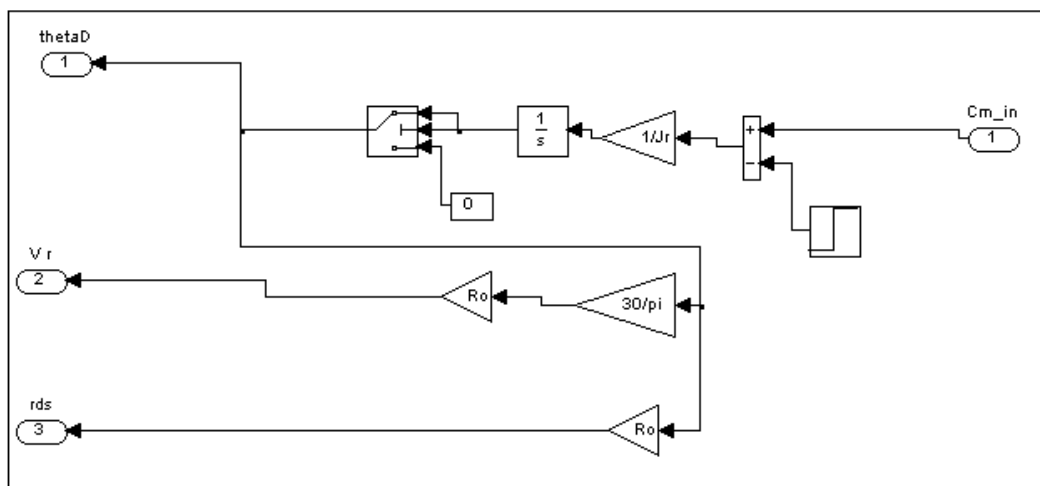 thetaD
1
Cm_in
1
1
s
1/Jr
+
−
0
V r
2
Ro
30/pi
rds
3
Ro